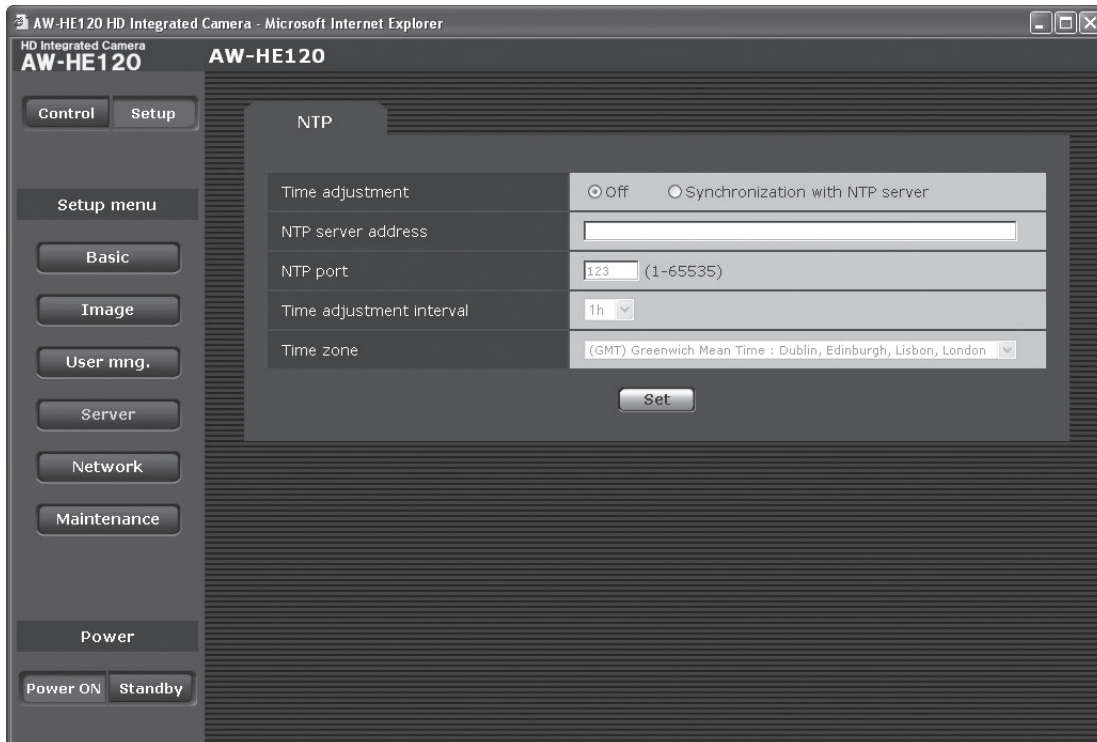 AW-HE120 HD Integrated Camera - Microsoft Internet Explorer
HD Integrated Camera
AW-HE120
AW-HE120
Control
Setup
NTP
Time adjustment
Off
Synchronization with NTP server
NTP server address
NTP port
123
(1-65535)
Time adjustment interval
1h
Time zone
(GMT) Greenwich Mean Time : Dublin, Edinburgh, Lisbon, London
Set
Setup menu
Basic
Image
User mng.
Server
Network
Maintenance
Power
Power ON
Standby